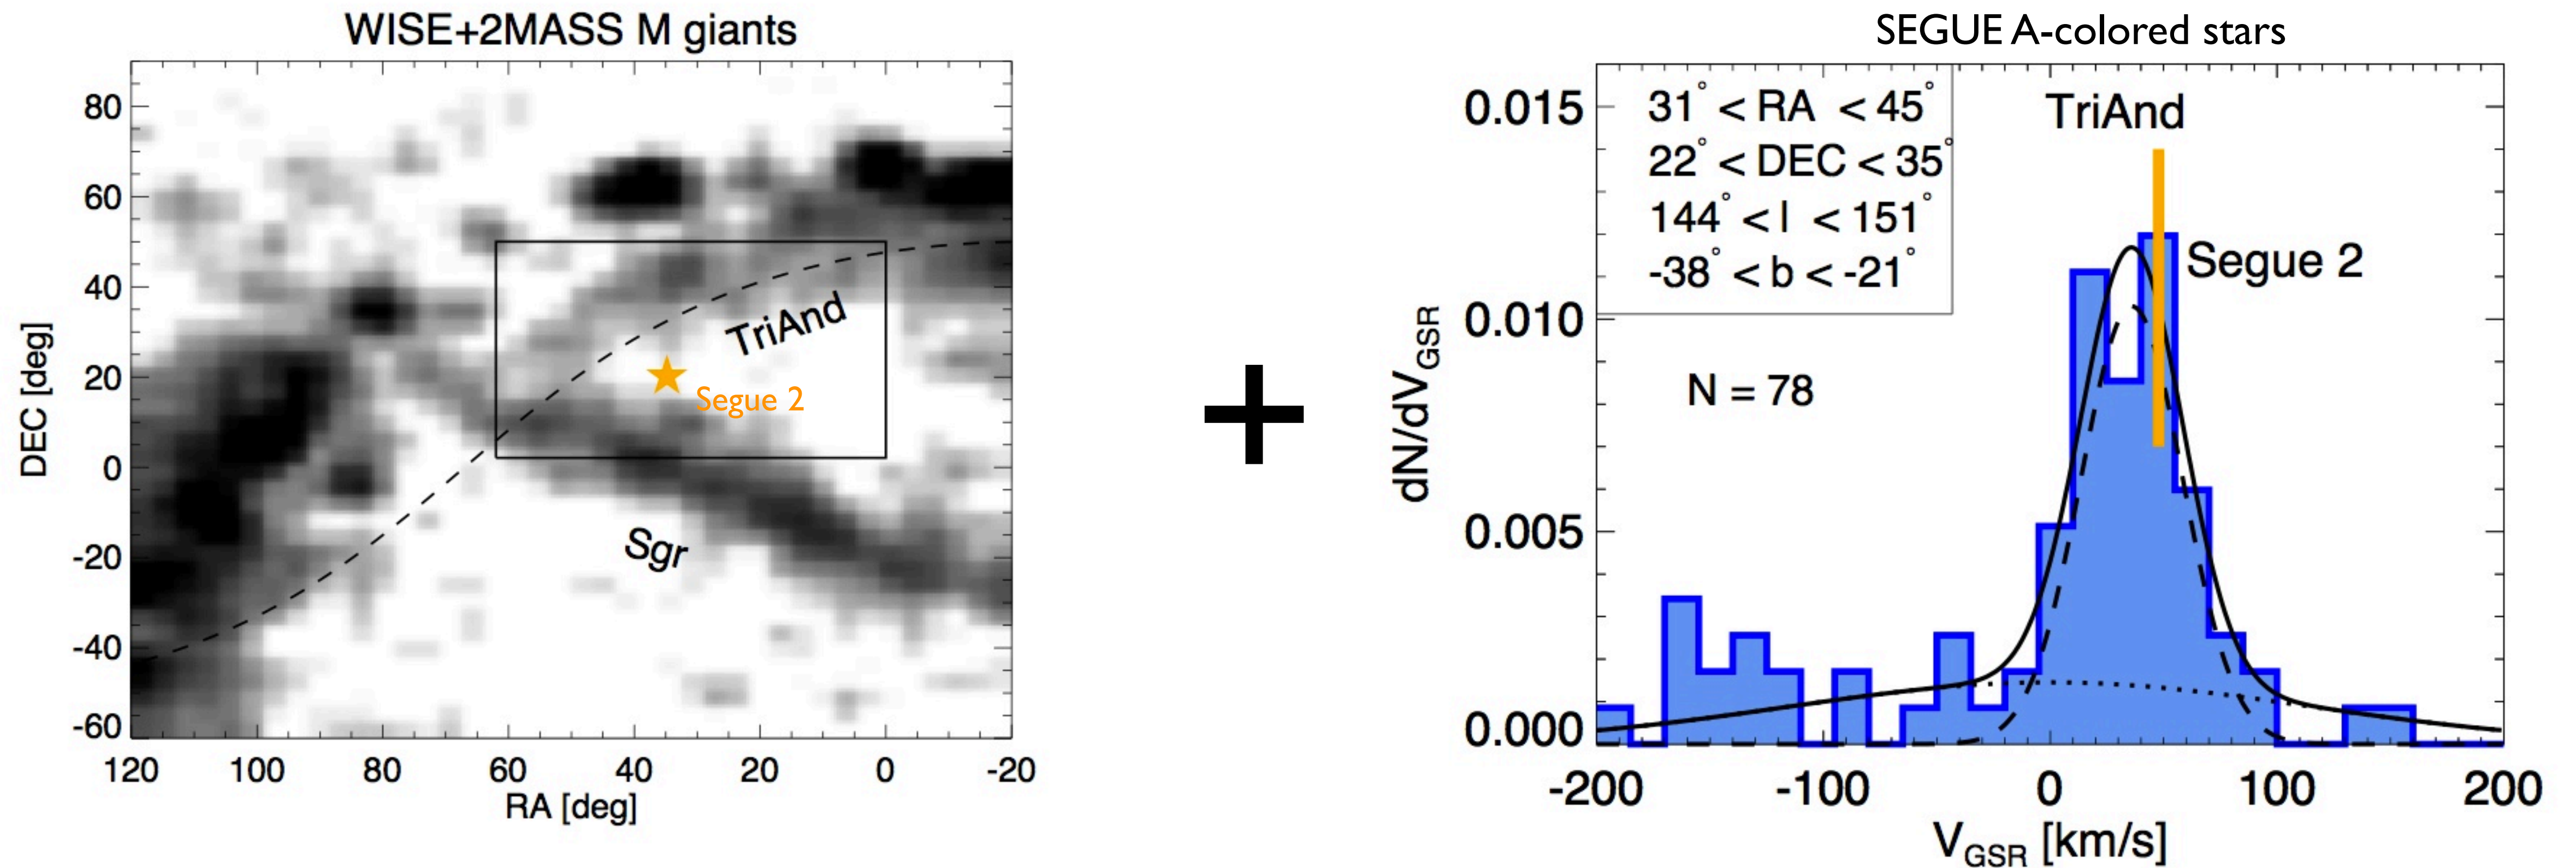 WISE+2MASS M giants
80
60
40
20
0
-20
-40
-60
DEC [deg]
TriAnd
Segue 2
Sgr
120 100 80 60 40 20 0 -20
RA [deg]
+
SEGUE A-colored stars
31° < RA < 45°
22° < DEC < 35°
144° < l < 151°
-38° < b < -21°
N = 78
TriAnd
Segue 2
0.015
0.010
0.005
0.000
dN/dV_GSR
-200 -100 0 100 200
V_GSR [km/s]